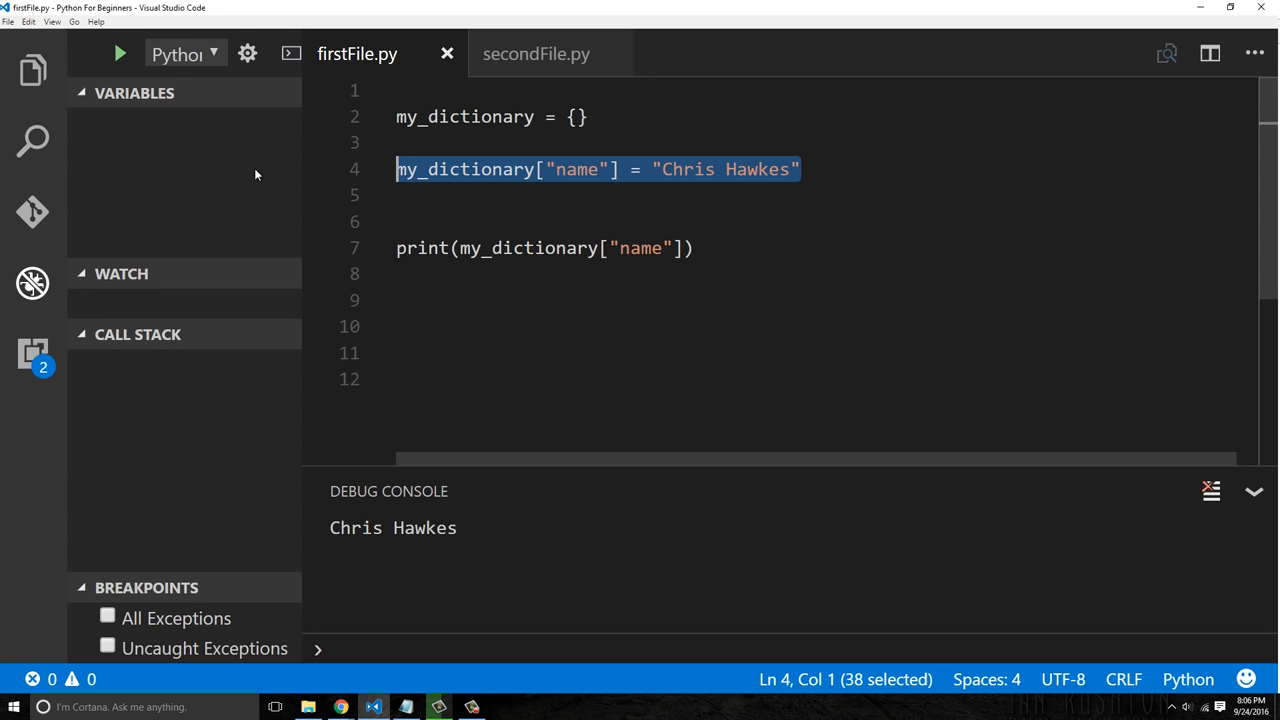 firstFile.py - Python For Beginners - Visual Studio Code
File Edit View Go Help
Pythor
firstFile.py
secondFile.py
VARIABLES
WATCH
CALL STACK
2
BREAKPOINTS
All Exceptions
Uncaught Exceptions
1
2 my_dictionary = {}
3
4 my_dictionary["name"] = "Chris Hawkes"
5
6
7 print(my_dictionary["name"])
8
9
10
11
12
DEBUG CONSOLE
Chris Hawkes
0 0 Ln 4, Col 1 (38 selected) Spaces: 4 UTF-8 CRLF Python
I'm Cortana. Ask me anything.
8:06 PM
9/24/2016